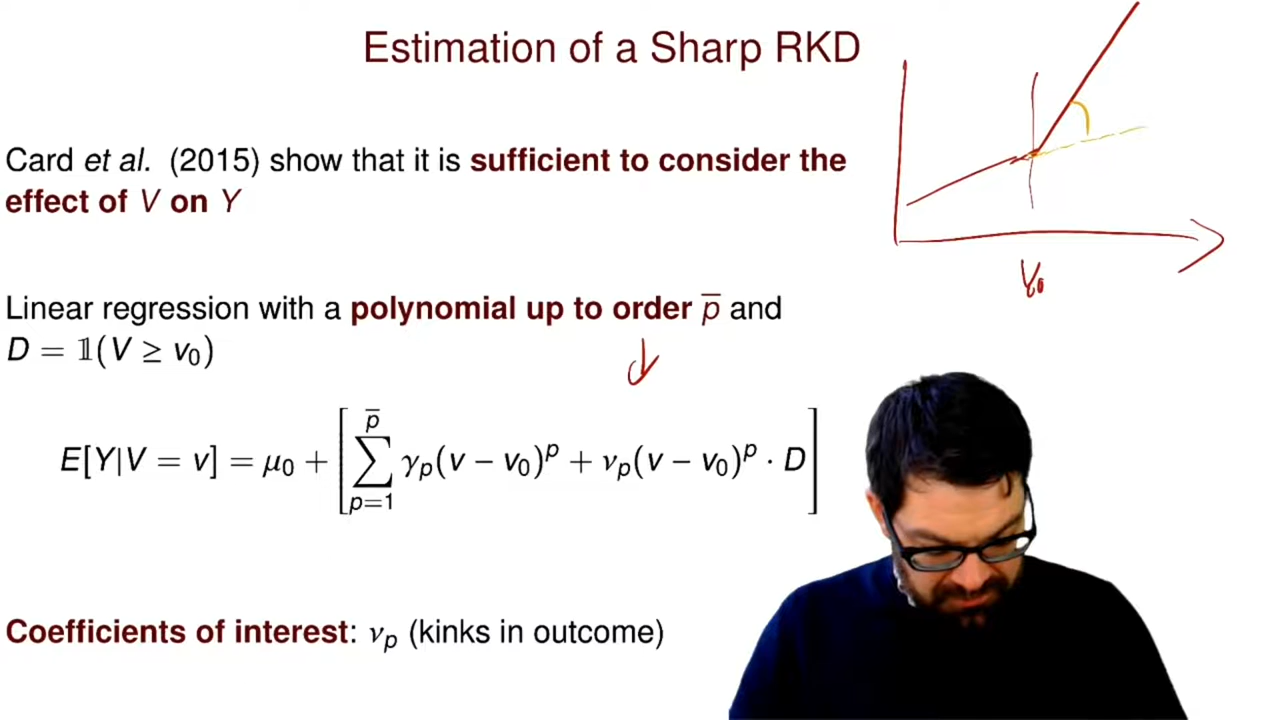 Estimation of a Sharp RKD
Card et al. (2015) show that it is sufficient to consider the
effect of V on Y
Linear regression with a polynomial up to order p̅ and
D = 𝟙(V ≥ v₀)
E[Y|V = v] = μ₀ + [∑_{p=1}^{p̅} γ_p(v − v₀)^p + ν_p(v − v₀)^p · D]
Coefficients of interest: ν_p (kinks in outcome)